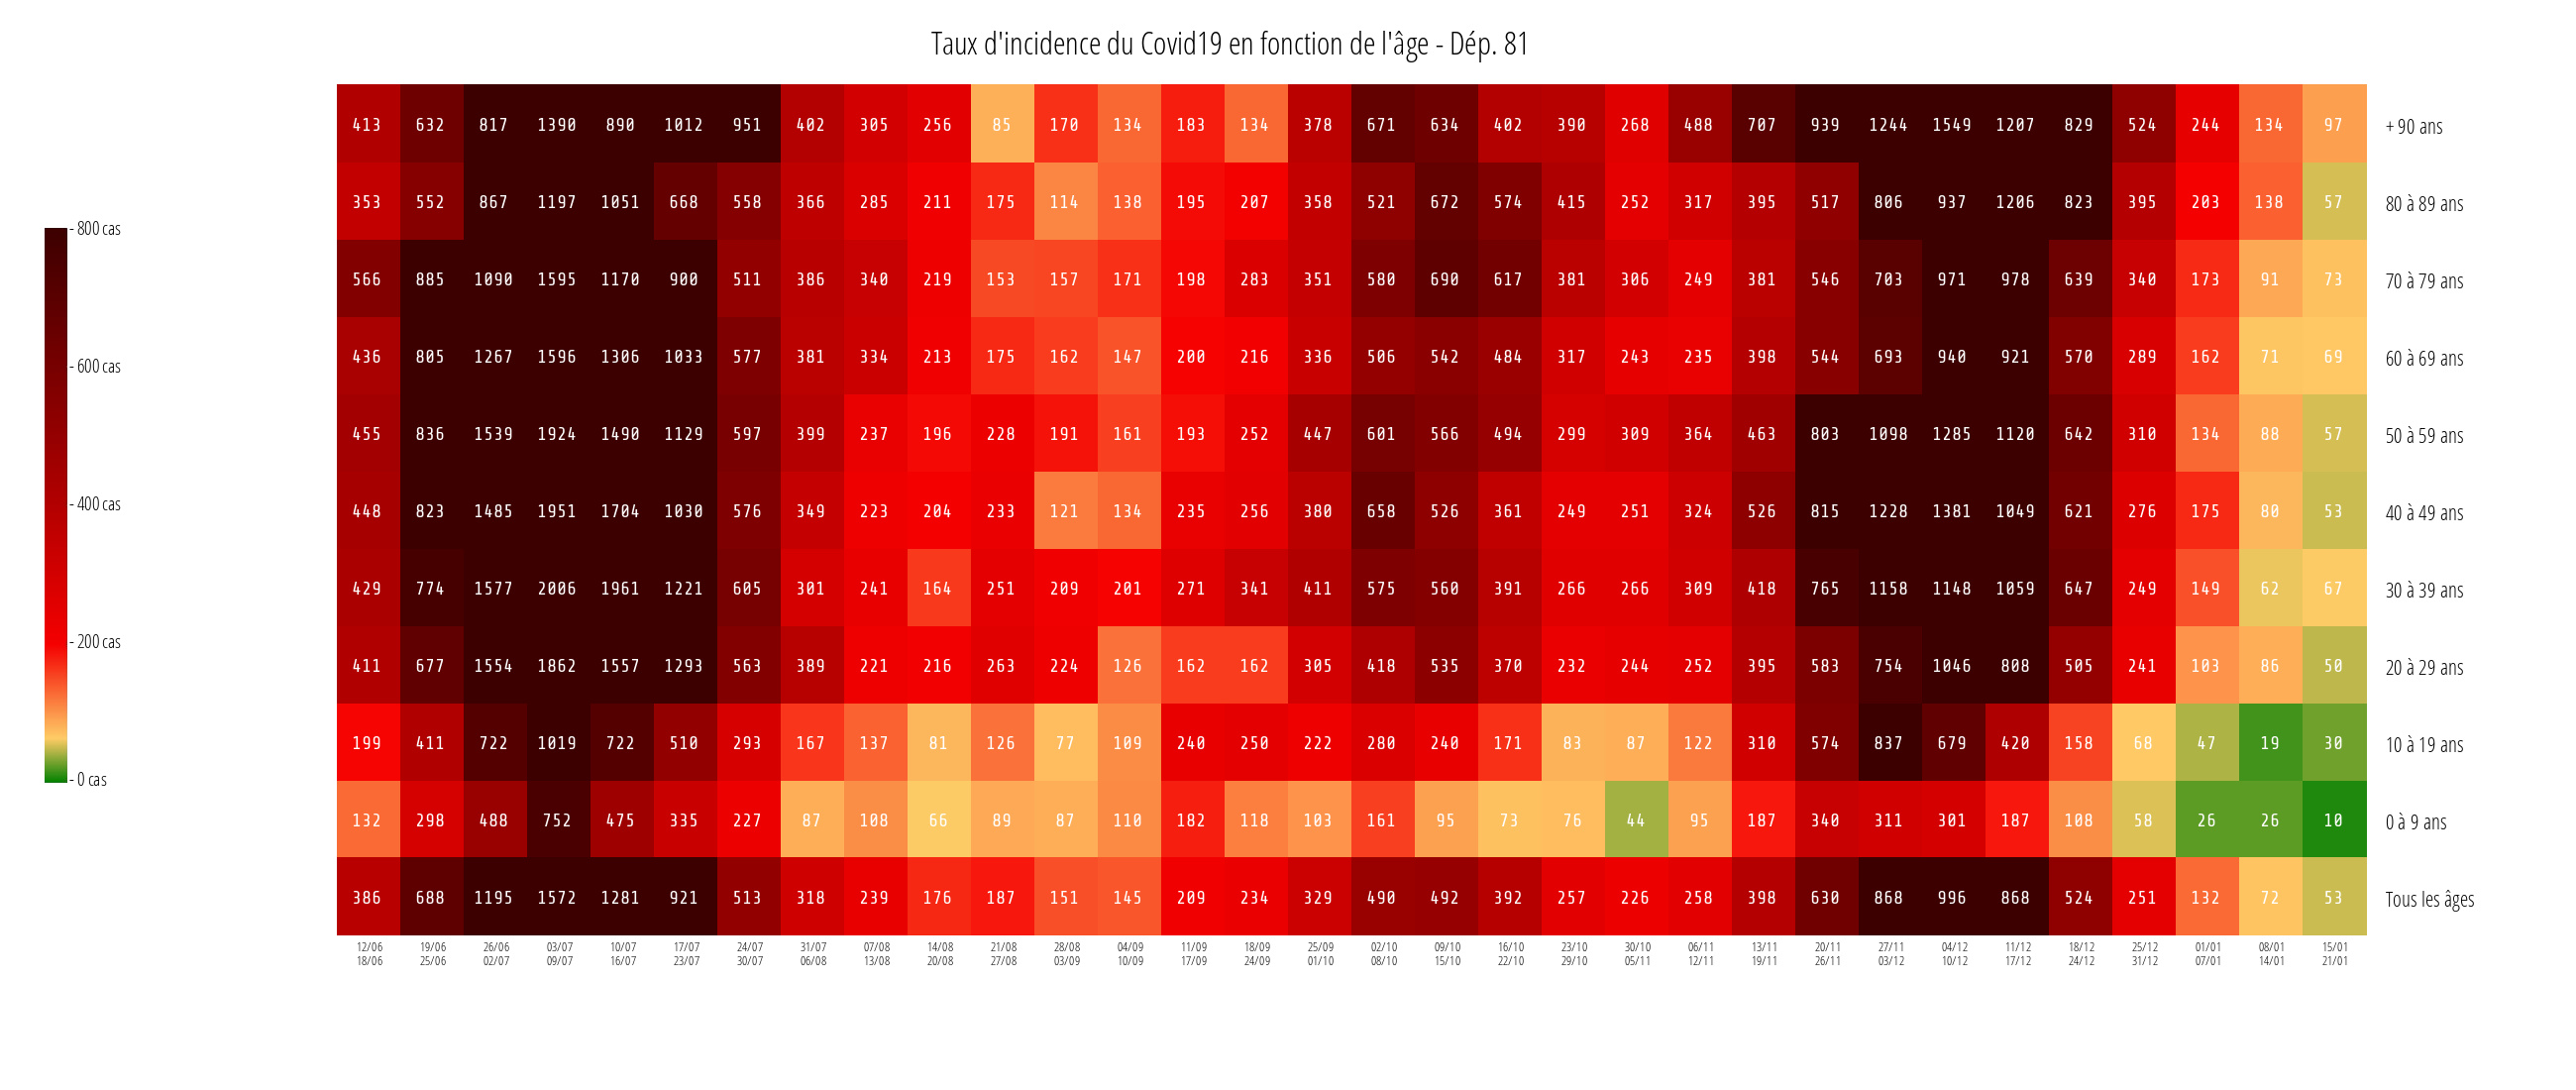 Taux d'incidence du Covid19 en fonction de l'âge - Dép. 81
413 632 817 1390 890 1012 951 402 305 256 85 170 134 183 134 378 671 634 402 390 268 488 707 939 1244 1549 1207 829 524 244 134 97 + 90 ans
353 552 867 1197 1051 668 558 366 285 211 175 114 138 195 207 358 521 672 574 415 252 317 395 517 806 937 1206 823 395 203 138 57 80 à 89 ans
566 885 1090 1595 1170 900 511 386 340 219 153 157 171 198 283 351 580 690 617 381 306 249 381 546 703 971 978 639 340 173 91 73 70 à 79 ans
436 805 1267 1596 1306 1033 577 381 334 213 175 162 147 200 216 336 506 542 484 317 243 235 398 544 693 940 921 570 289 162 71 69 60 à 69 ans
455 836 1539 1924 1490 1129 597 399 237 196 228 191 161 193 252 447 601 566 494 299 309 364 463 803 1098 1285 1120 642 310 134 88 57 50 à 59 ans
448 823 1485 1951 1704 1030 576 349 223 204 233 121 134 235 256 380 658 526 361 249 251 324 526 815 1228 1381 1049 621 276 175 80 53 40 à 49 ans
429 774 1577 2006 1961 1221 605 301 241 164 251 209 201 271 341 411 575 560 391 266 266 309 418 765 1158 1148 1059 647 249 149 62 67 30 à 39 ans
411 677 1554 1862 1557 1293 563 389 221 216 263 224 126 162 162 305 418 535 370 232 244 252 395 583 754 1046 808 505 241 103 86 50 20 à 29 ans
199 411 722 1019 722 510 293 167 137 81 126 77 109 240 250 222 280 240 171 83 87 122 310 574 837 679 420 158 68 47 19 30 10 à 19 ans
132 298 488 752 475 335 227 87 108 66 89 87 110 182 118 103 161 95 73 76 44 95 187 340 311 301 187 108 58 26 26 10 0 à 9 ans
386 688 1195 1572 1281 921 513 318 239 176 187 151 145 209 234 329 490 492 392 257 226 258 398 630 868 996 868 524 251 132 72 53 Tous les âges
12/06 19/06 26/06 03/07 10/07 17/07 24/07 31/07 07/08 14/08 21/08 28/08 04/09 11/09 18/09 25/09 02/10 09/10 16/10 23/10 30/10 06/11 13/11 20/11 27/11 04/12 11/12 18/12 25/12 01/01 08/01 15/01
18/06 25/06 02/07 09/07 16/07 23/07 30/07 06/08 13/08 20/08 27/08 03/09 10/09 17/09 24/09 01/10 08/10 15/10 22/10 29/10 05/11 12/11 19/11 26/11 03/12 10/12 17/12 24/12 31/12 07/01 14/01 21/01
- 800 cas
- 600 cas
- 400 cas
- 200 cas
- 0 cas